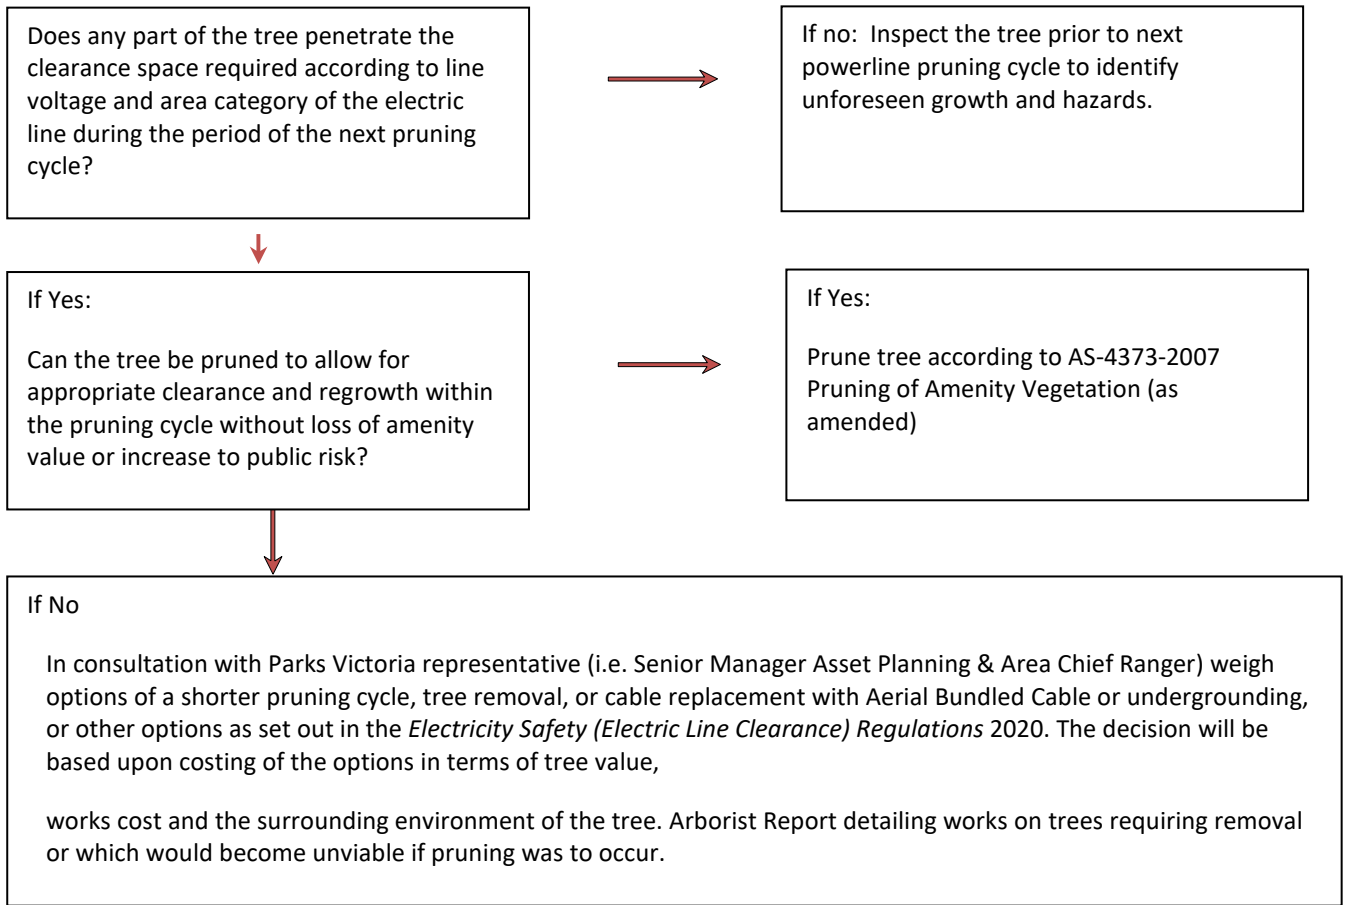 Does any part of the tree penetrate the
clearance space required according to line
voltage and area category of the electric
line during the period of the next pruning
cycle?
If no:  Inspect the tree prior to next
powerline pruning cycle to identify
unforeseen growth and hazards.
If Yes:
Can the tree be pruned to allow for
appropriate clearance and regrowth within
the pruning cycle without loss of amenity
value or increase to public risk?
If Yes:
Prune tree according to AS-4373-2007
Pruning of Amenity Vegetation (as
amended)
If No
In consultation with Parks Victoria representative (i.e. Senior Manager Asset Planning & Area Chief Ranger) weigh
options of a shorter pruning cycle, tree removal, or cable replacement with Aerial Bundled Cable or undergrounding,
or other options as set out in the Electricity Safety (Electric Line Clearance) Regulations 2020. The decision will be
based upon costing of the options in terms of tree value,
works cost and the surrounding environment of the tree. Arborist Report detailing works on trees requiring removal
or which would become unviable if pruning was to occur.